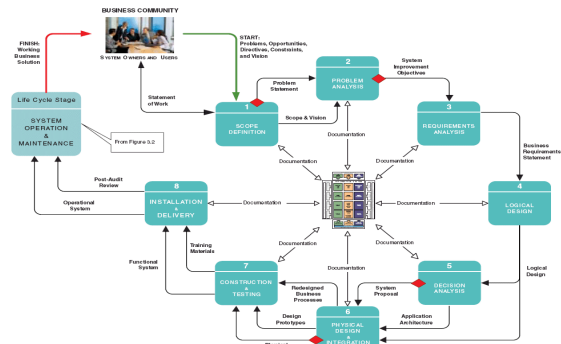 BUSINESS COMMUNITY
SYSTEM OWNERS AND USERS
FINISH:
Working
Business
Solution
START:
Problems, Opportunities,
Directives, Constraints,
and Vision
Statement
of Work
Life Cycle Stage
SYSTEM
OPERATION
&
MAINTENANCE
From Figure 3.2
1
SCOPE
DEFINITION
Problem
Statement
Scope & Vision
2
PROBLEM
ANALYSIS
System
Improvement
Objectives
3
REQUIREMENTS
ANALYSIS
Business
Requirements
Statement
Documentation
Documentation
Documentation
Documentation
Documentation
Documentation
Documentation
Documentation
4
LOGICAL
DESIGN
Logical
Design
5
DECISION
ANALYSIS
System
Proposal
Application
Architecture
6
PHYSICAL
DESIGN
&
INTEGRATION
Redesigned
Business
Processes
Design
Prototypes
7
CONSTRUCTION
&
TESTING
Training
Materials
Functional
System
8
INSTALLATION
&
DELIVERY
Post-Audit
Review
Operational
System